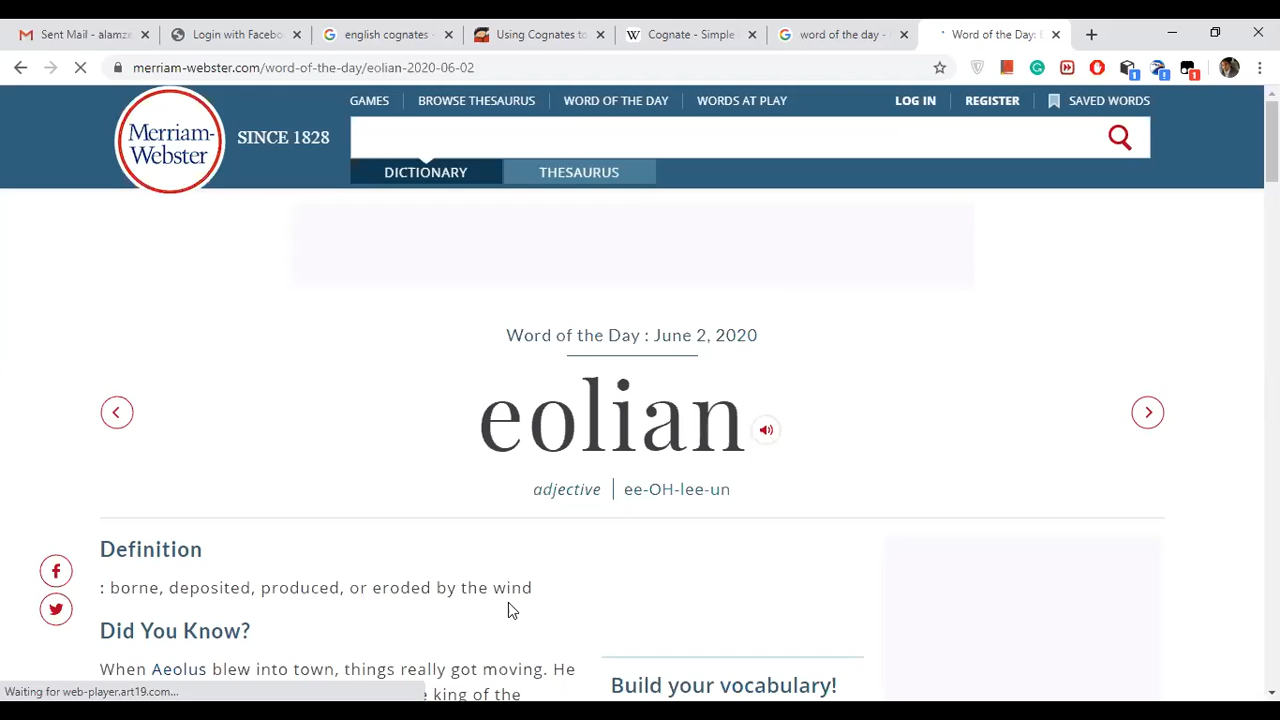 Sent Mail - alamze
Login with Facebo
english cognates -
Using Cognates to
Cognate - Simple
word of the day -
Word of the Day: E
merriam-webster.com/word-of-the-day/eolian-2020-06-02
GAMES
BROWSE THESAURUS
WORD OF THE DAY
WORDS AT PLAY
LOG IN
REGISTER
SAVED WORDS
Merriam-
Webster
SINCE 1828
DICTIONARY
THESAURUS
Word of the Day : June 2, 2020
eolian
adjective | ee-OH-lee-un
Definition
: borne, deposited, produced, or eroded by the wind
Did You Know?
When Aeolus blew into town, things really got moving. He
king of the
Build your vocabulary!
Waiting for web-player.art19.com...